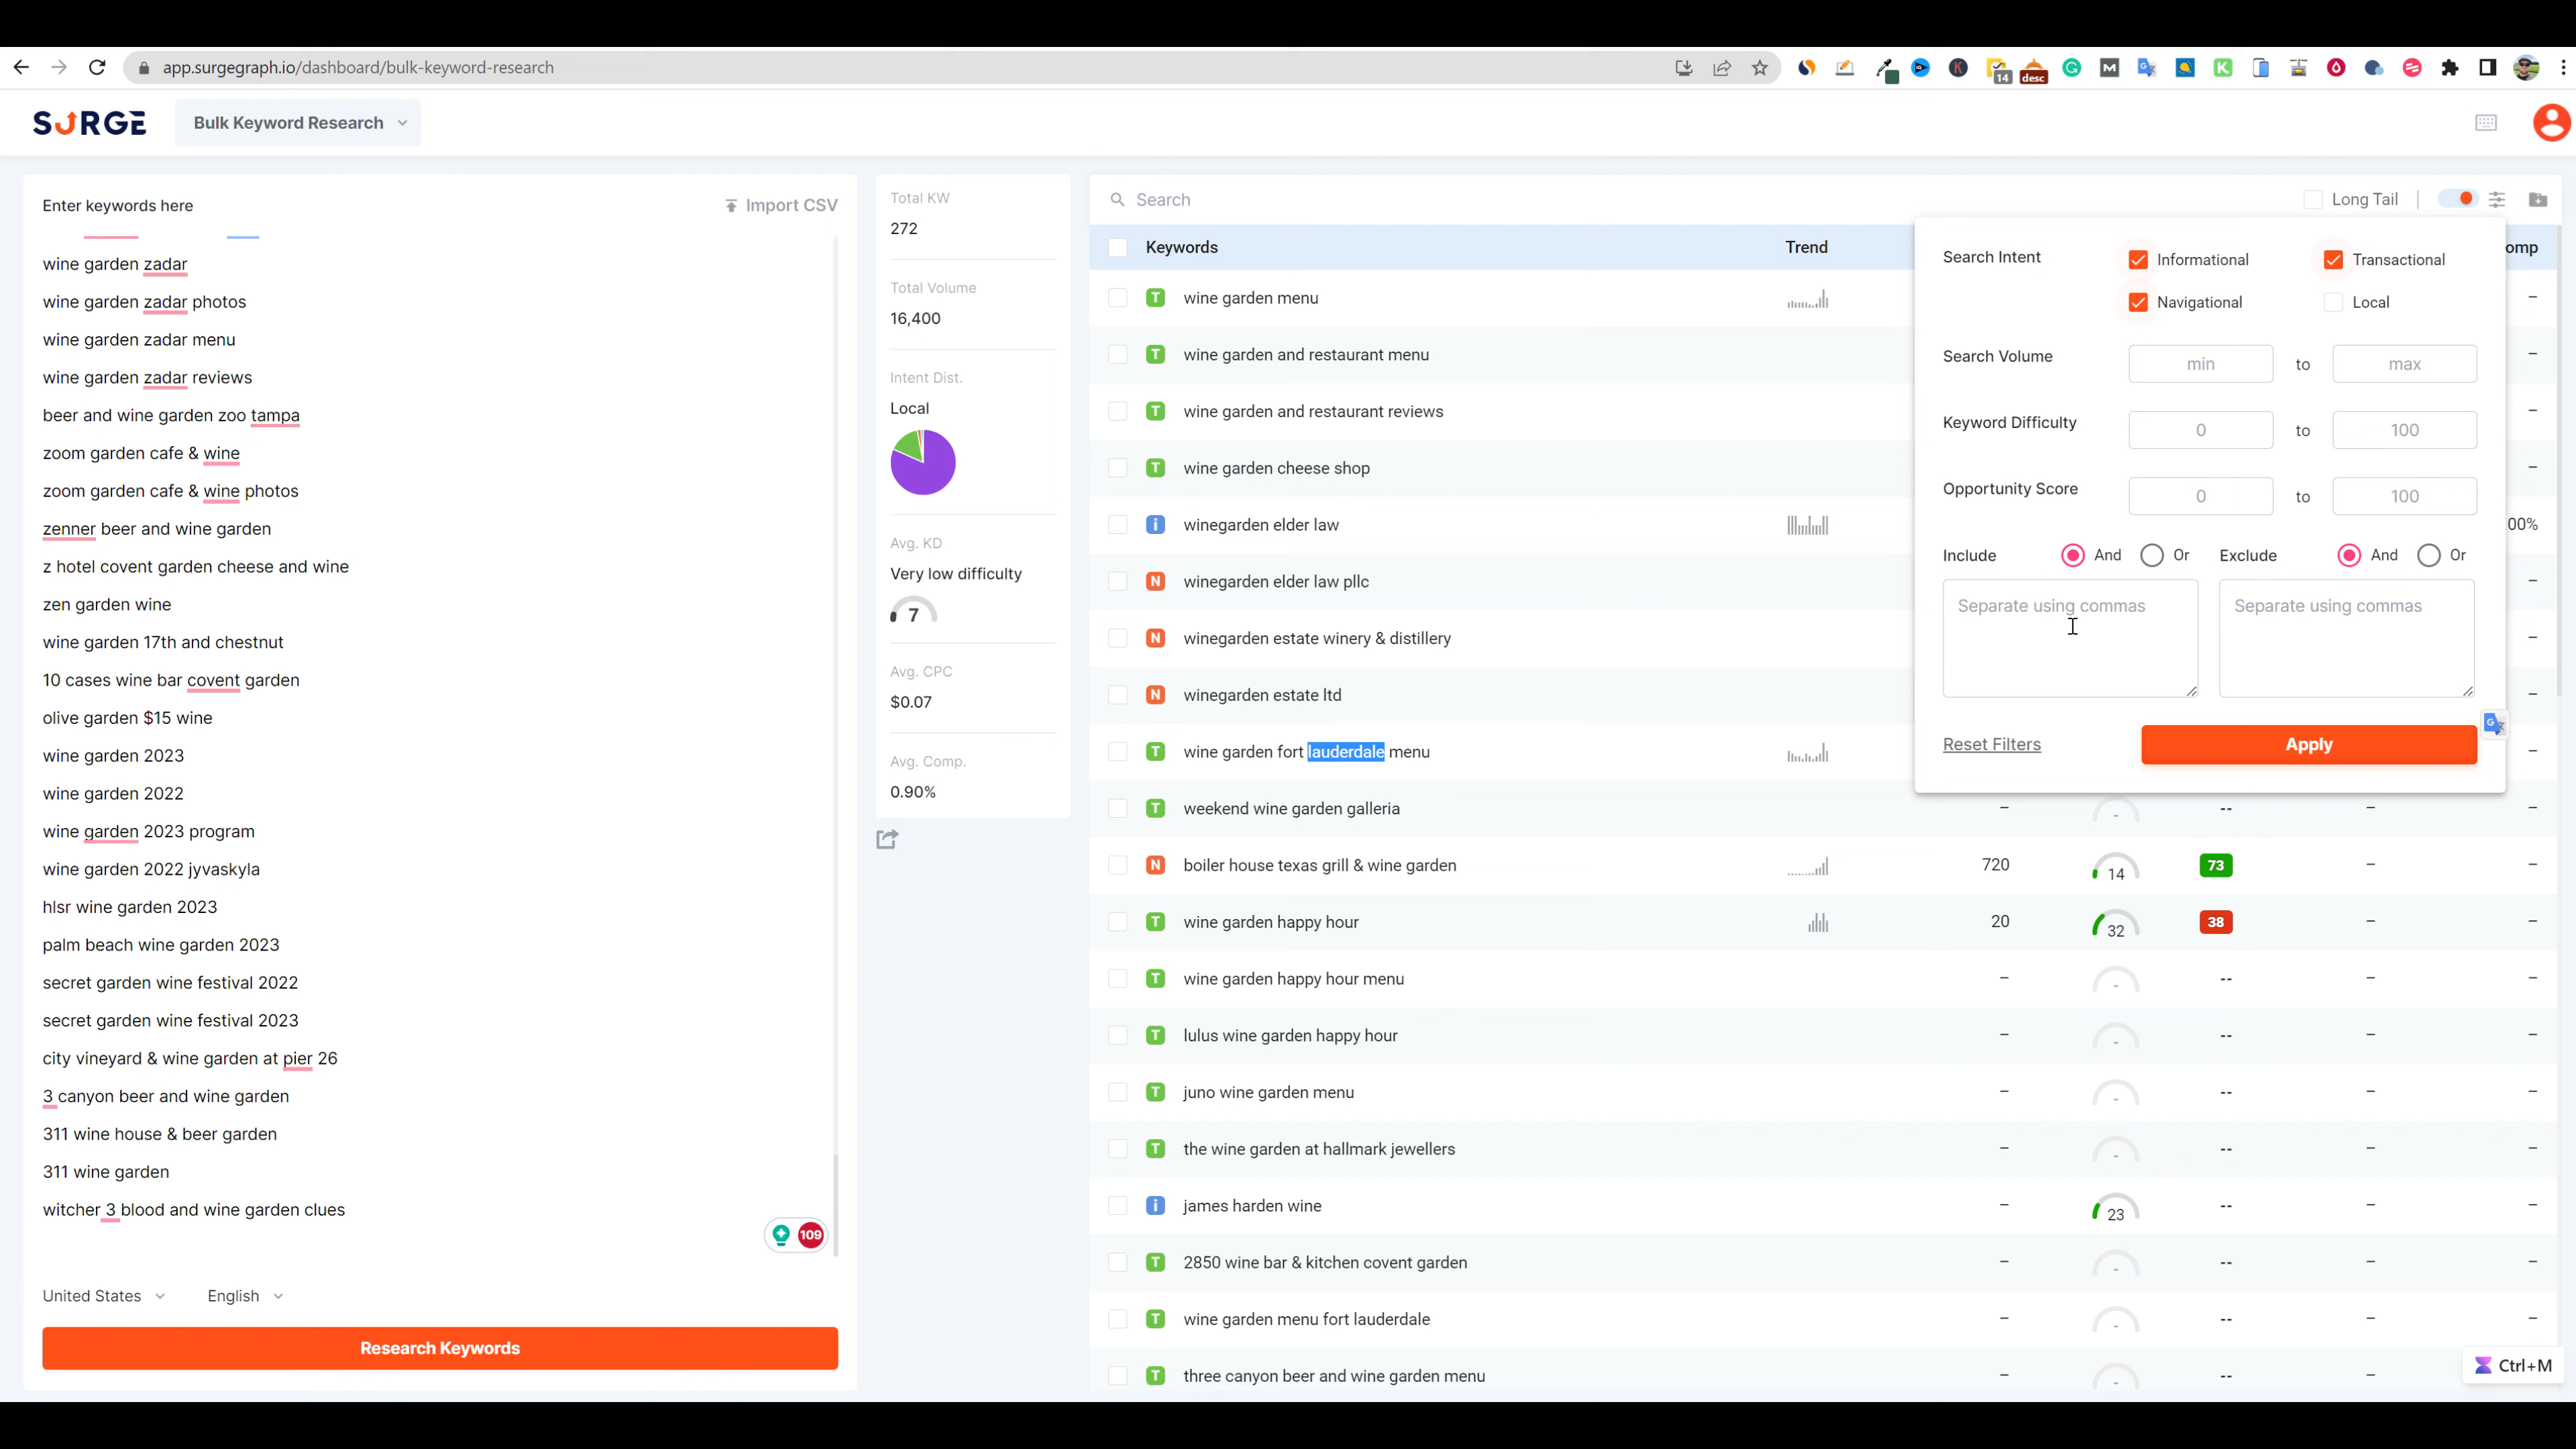 app.surgegraph.io/dashboard/bulk-keyword-research
14
desc
SURGE
Bulk Keyword Research
Enter keywords here
Import CSV
wine garden zadar
wine garden zadar photos
wine garden zadar menu
wine garden zadar reviews
beer and wine garden zoo tampa
zoom garden cafe & wine
zoom garden cafe & wine photos
zenner beer and wine garden
z hotel covent garden cheese and wine
zen garden wine
wine garden 17th and chestnut
10 cases wine bar covent garden
olive garden $15 wine
wine garden 2023
wine garden 2022
wine garden 2023 program
wine garden 2022 jyvaskyla
hlsr wine garden 2023
palm beach wine garden 2023
secret garden wine festival 2022
secret garden wine festival 2023
city vineyard & wine garden at pier 26
3 canyon beer and wine garden
311 wine house & beer garden
311 wine garden
witcher 3 blood and wine garden clues
109
United States
English
Research Keywords
Total KW
272
Total Volume
16,400
Intent Dist.
Local
Avg. KD
Very low difficulty
7
Avg. CPC
$0.07
Avg. Comp.
0.90%
Search
Long Tail
Keywords
Trend
omp
T wine garden menu –
T wine garden and restaurant menu –
T wine garden and restaurant reviews –
T wine garden cheese shop –
i winegarden elder law 00%
N winegarden elder law pllc –
N winegarden estate winery & distillery –
N winegarden estate ltd –
T wine garden fort lauderdale menu –
T weekend wine garden galleria – - -- – –
N boiler house texas grill & wine garden 720 14 73 – –
T wine garden happy hour 20 32 38 – –
T wine garden happy hour menu – - -- – –
T lulus wine garden happy hour – - -- – –
T juno wine garden menu – - -- – –
T the wine garden at hallmark jewellers – - -- – –
i james harden wine – 23 -- – –
T 2850 wine bar & kitchen covent garden – - -- – –
T wine garden menu fort lauderdale – - -- – –
T three canyon beer and wine garden menu – - -- – –
Search Intent
Informational
Transactional
Navigational
Local
Search Volume
min to max
Keyword Difficulty
0 to 100
Opportunity Score
0 to 100
Include And Or
Exclude And Or
Separate using commas
Separate using commas
Reset Filters
Apply
Ctrl+M